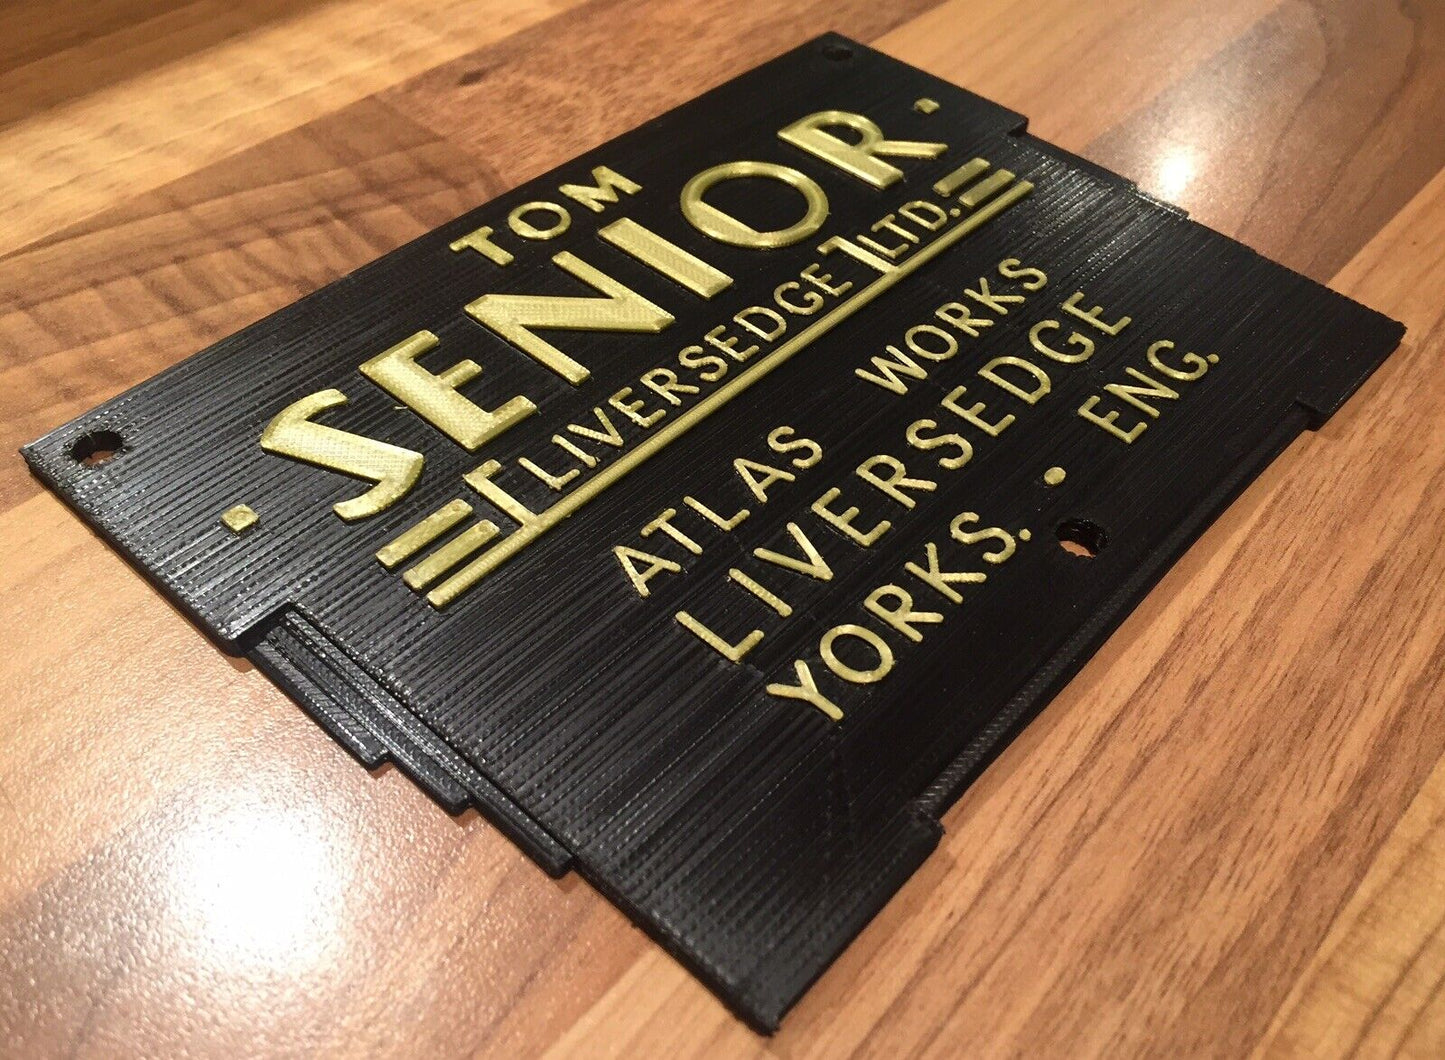 TOM
· SENIOR ·
LIVERSEDGE LTD.
ATLAS WORKS
LIVERSEDGE
YORKS. · ENG.